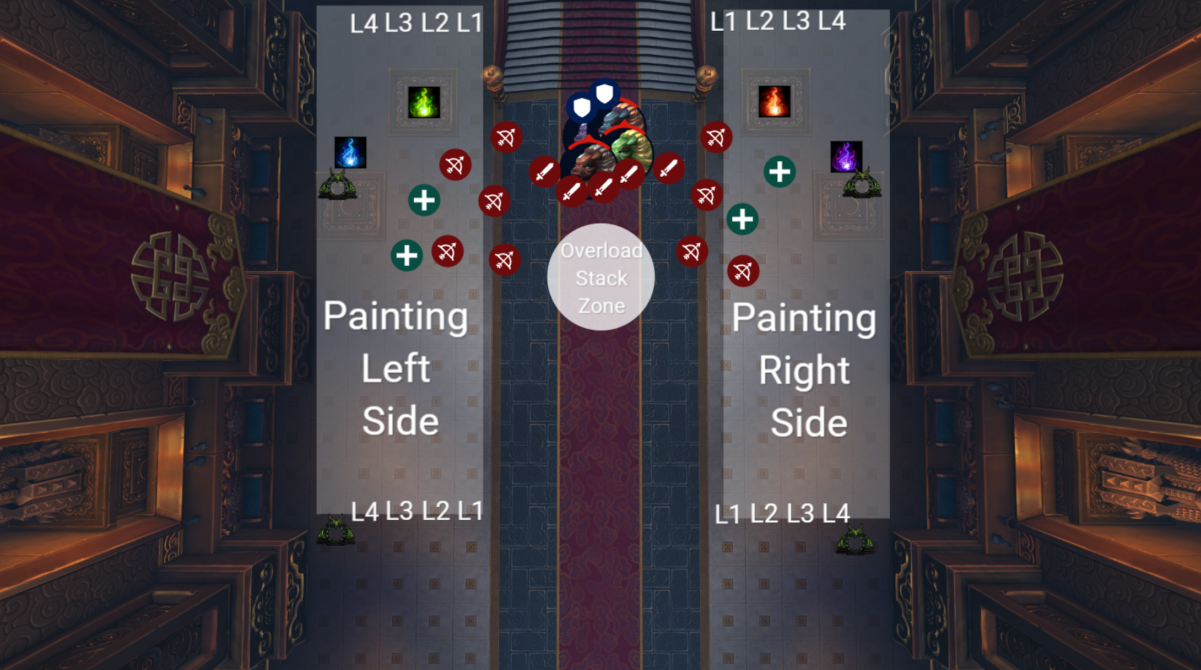 L4 L3 L2 L1
L1 L2 L3 L4
Overload
Stack
Zone
Painting
Left
Side
Painting
Right
Side
L4 L3 L2 L1
L1 L2 L3 L4